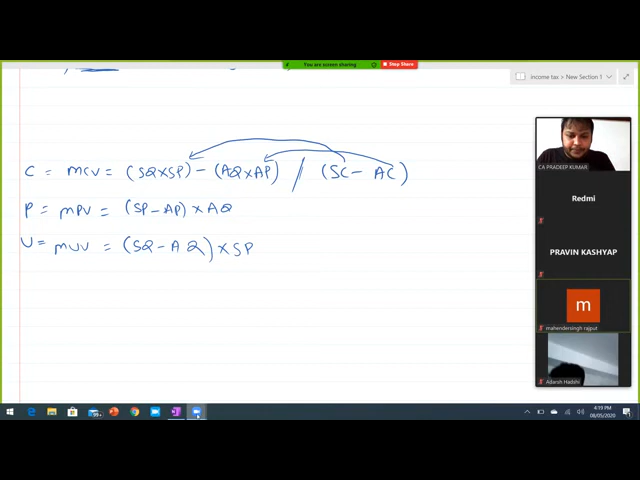 You are screen sharing Stop Share
income tax > New Section 1
C = MCV = (SQ×SP) - (AQ×AP) / (SC - AC)
P = MPV = (SP - AP) × AQ
U = MUV = (SQ - AQ) × SP
CA PRADEEP KUMAR
Redmi
PRAVIN KASHYAP
m
mahendersingh rajput
Adarsh Hadshi
4:19 PM
08/05/2020